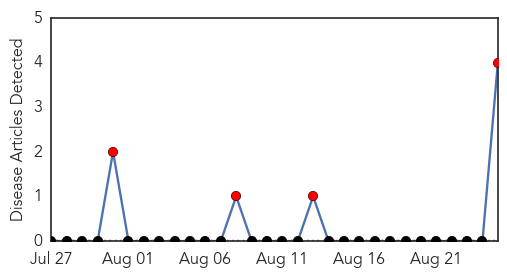 Disease Articles Detected
5
4
3
2
1
0
Jul 27
Aug 01
Aug 06
Aug 11
Aug 16
Aug 21